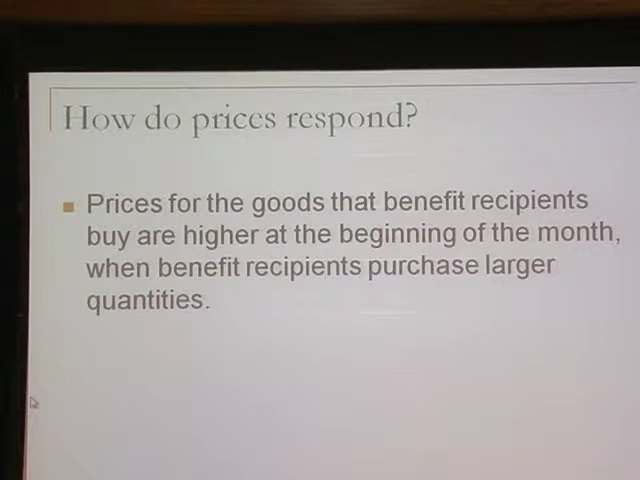 How do prices respond?
Prices for the goods that benefit recipients
buy are higher at the beginning of the month,
when benefit recipients purchase larger
quantities.